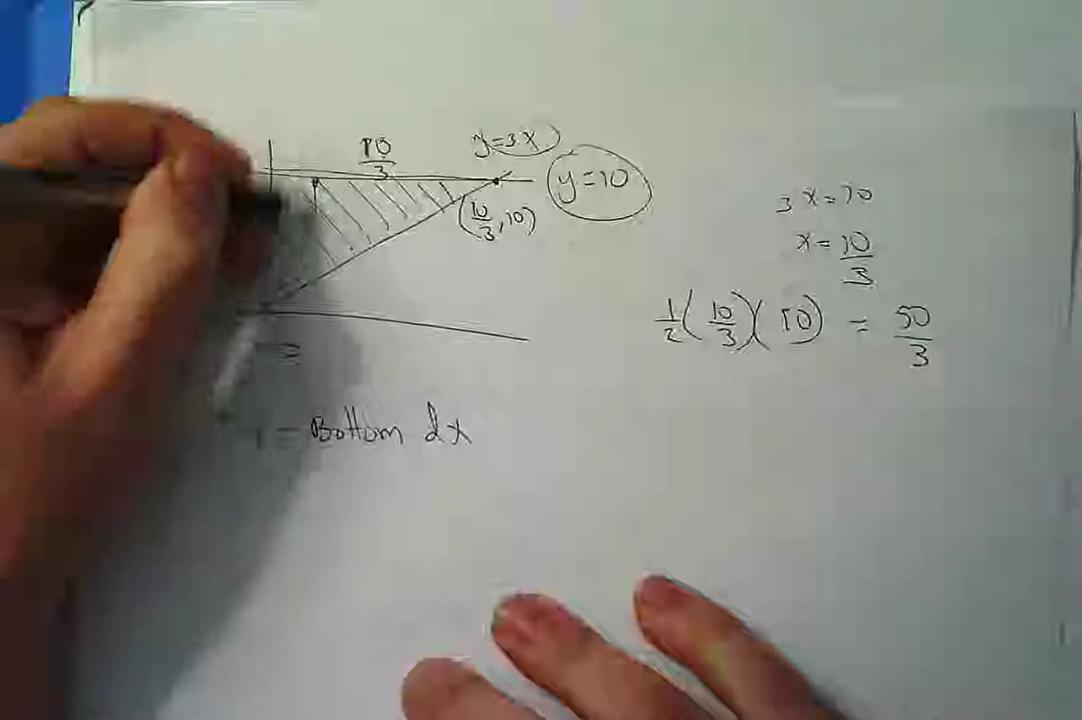 10/3 y=3x
y=10
(10/3, 10)
3x=10
x=10/3
1/2(10/3)(10) = 50/3
=
= Bottom dx